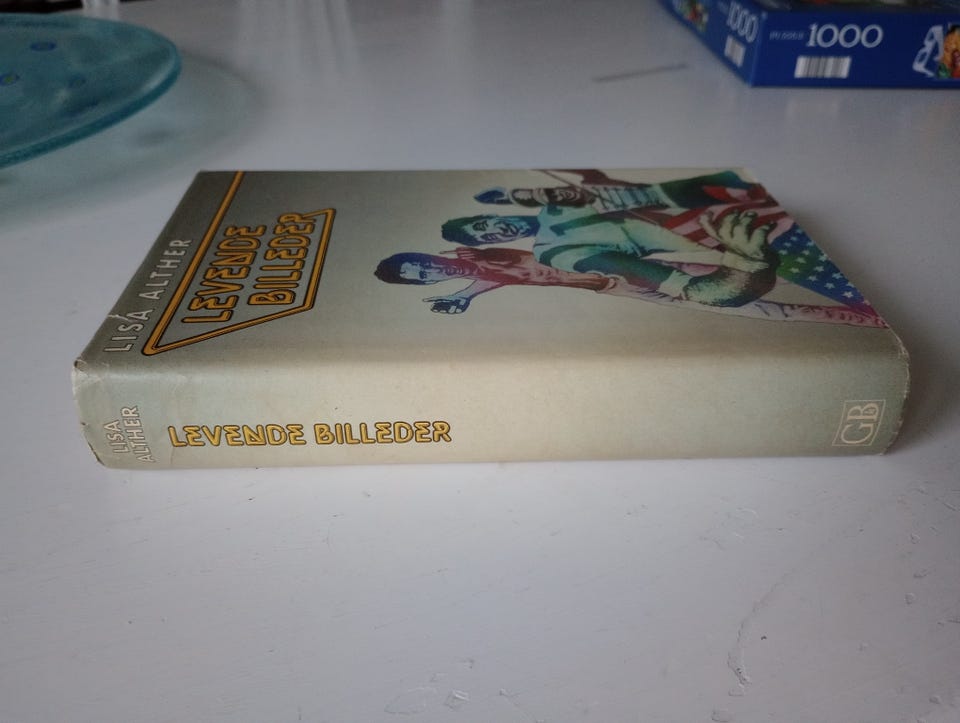 1000
1000
LISA ALTHER
LEVENDE
BILLEDER
LISA
ALTHER
LEVENDE BILLEDER
GB